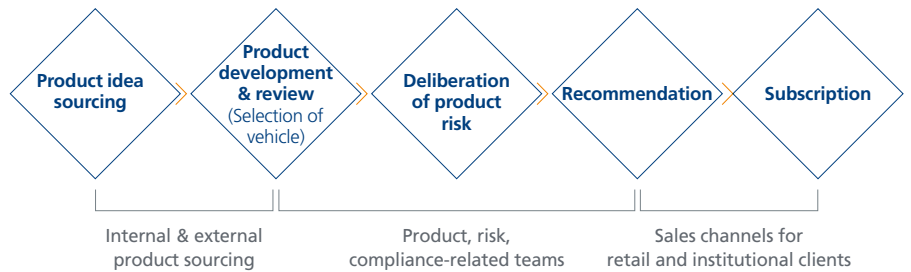 Product idea
sourcing
Product
development
& review
(Selection of
vehicle)
Deliberation
of product
risk
Recommendation
Subscription
Internal & external
product sourcing
Product, risk,
compliance-related teams
Sales channels for
retail and institutional clients